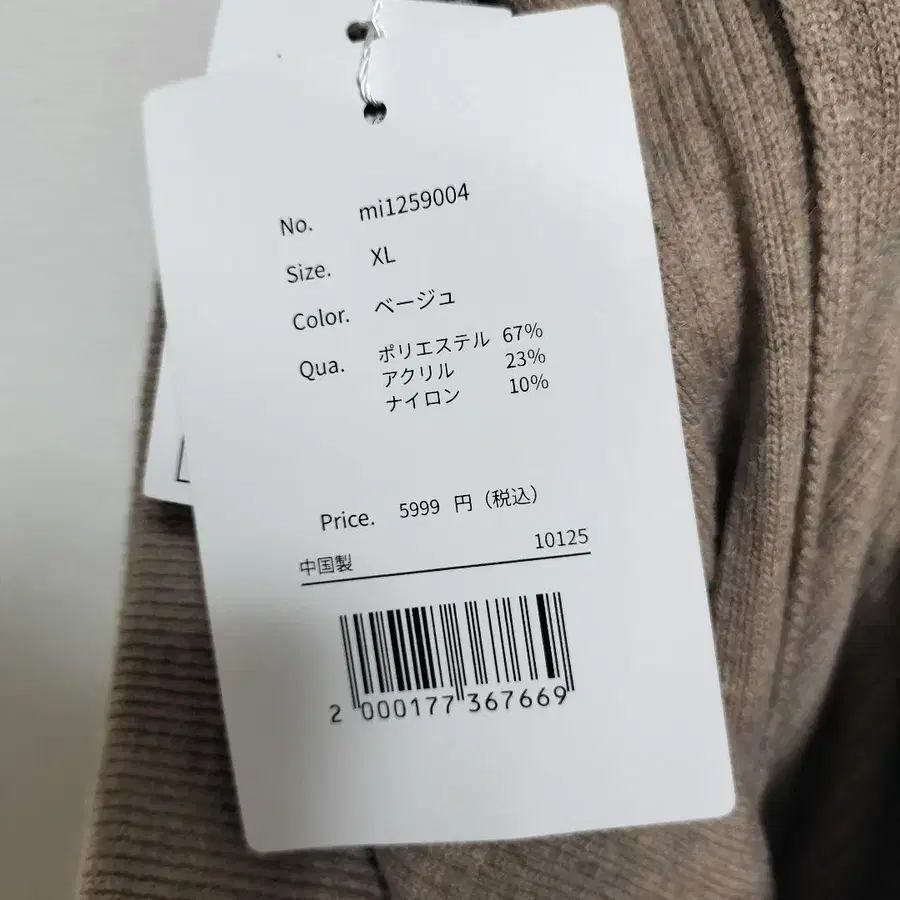 No. mi1259004
Size. XL
Color. ベージュ
Qua. ポリエステル 67%
アクリル 23%
ナイロン 10%
Price. 5999 円（税込）
中国製 10125
2 000177 367669